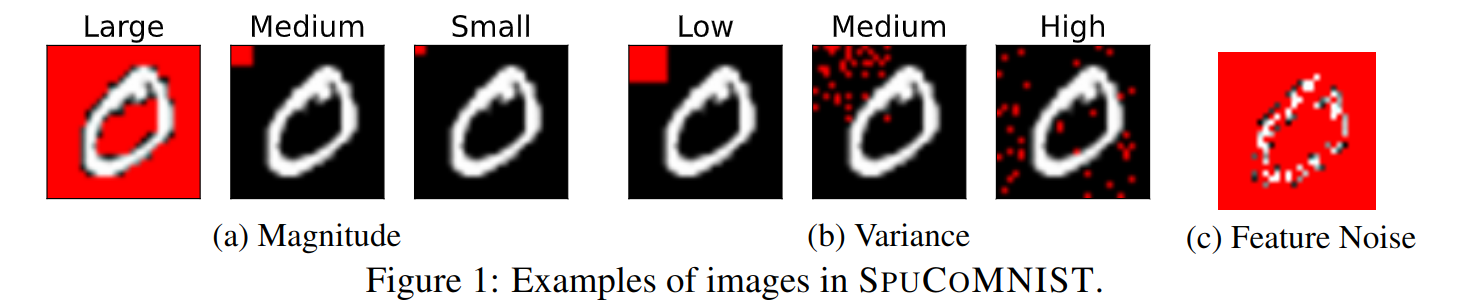 Large Medium Small Low Medium High
(a) Magnitude (b) Variance (c) Feature Noise
Figure 1: Examples of images in SPUCOMNIST.